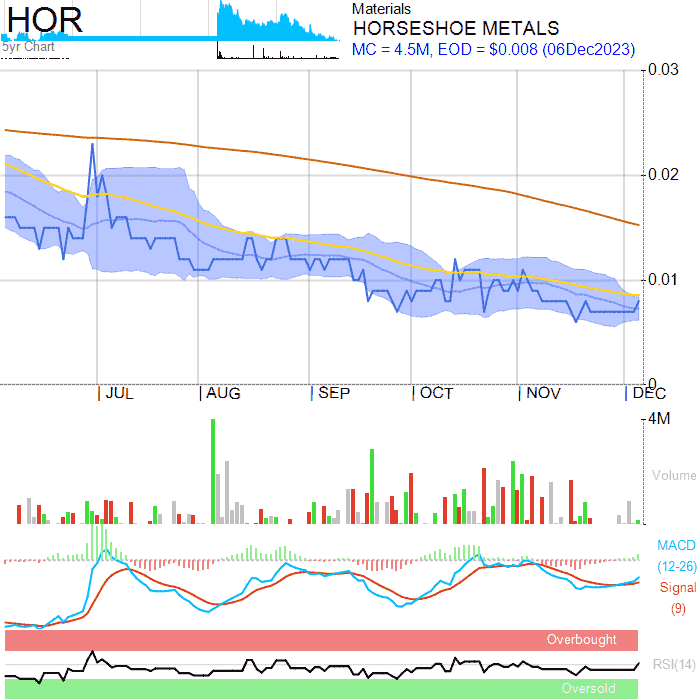 HOR
5yr Chart
Materials
HORSESHOE METALS
MC = 4.5M, EOD = $0.008 (06Dec2023)
0.03
0.02
0.01
0
JUL AUG SEP OCT NOV DEC
4M
Volume
MACD
(12-26)
Signal
(9)
Overbought
RSI(14)
Oversold